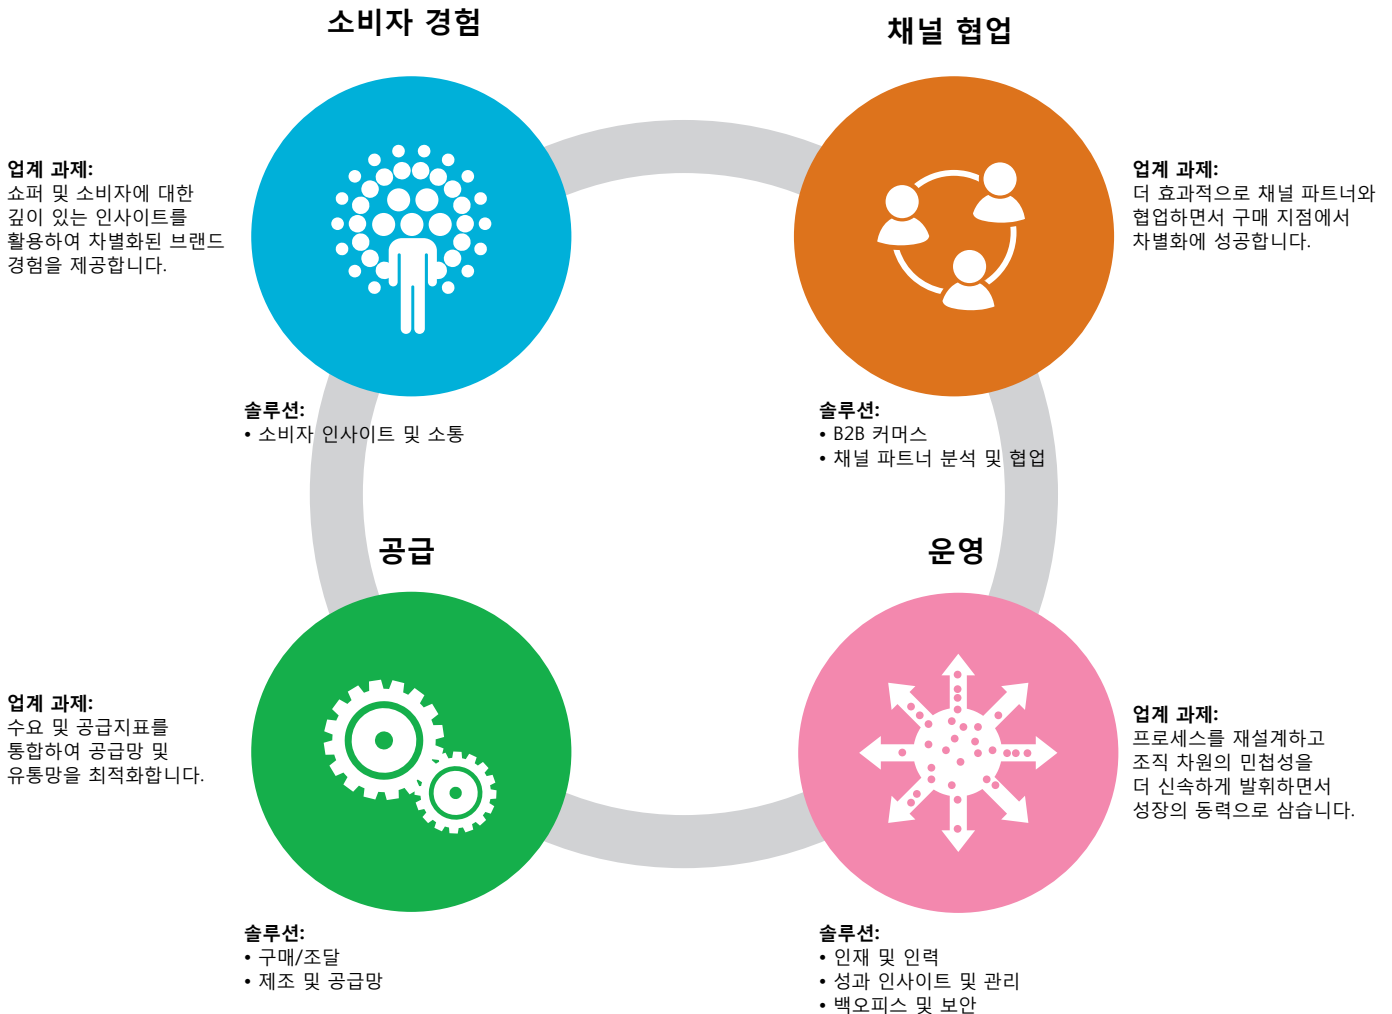 소비자 경험
업계 과제:
쇼퍼 및 소비자에 대한
깊이 있는 인사이트를
활용하여 차별화된 브랜드
경험을 제공합니다.
솔루션:
• 소비자 인사이트 및 소통
채널 협업
업계 과제:
더 효과적으로 채널 파트너와
협업하면서 구매 지점에서
차별화에 성공합니다.
솔루션:
• B2B 커머스
• 채널 파트너 분석 및 협업
공급
업계 과제:
수요 및 공급지표를
통합하여 공급망 및
유통망을 최적화합니다.
솔루션:
• 구매/조달
• 제조 및 공급망
운영
업계 과제:
프로세스를 재설계하고
조직 차원의 민첩성을
더 신속하게 발휘하면서
성장의 동력으로 삼습니다.
솔루션:
• 인재 및 인력
• 성과 인사이트 및 관리
• 백오피스 및 보안